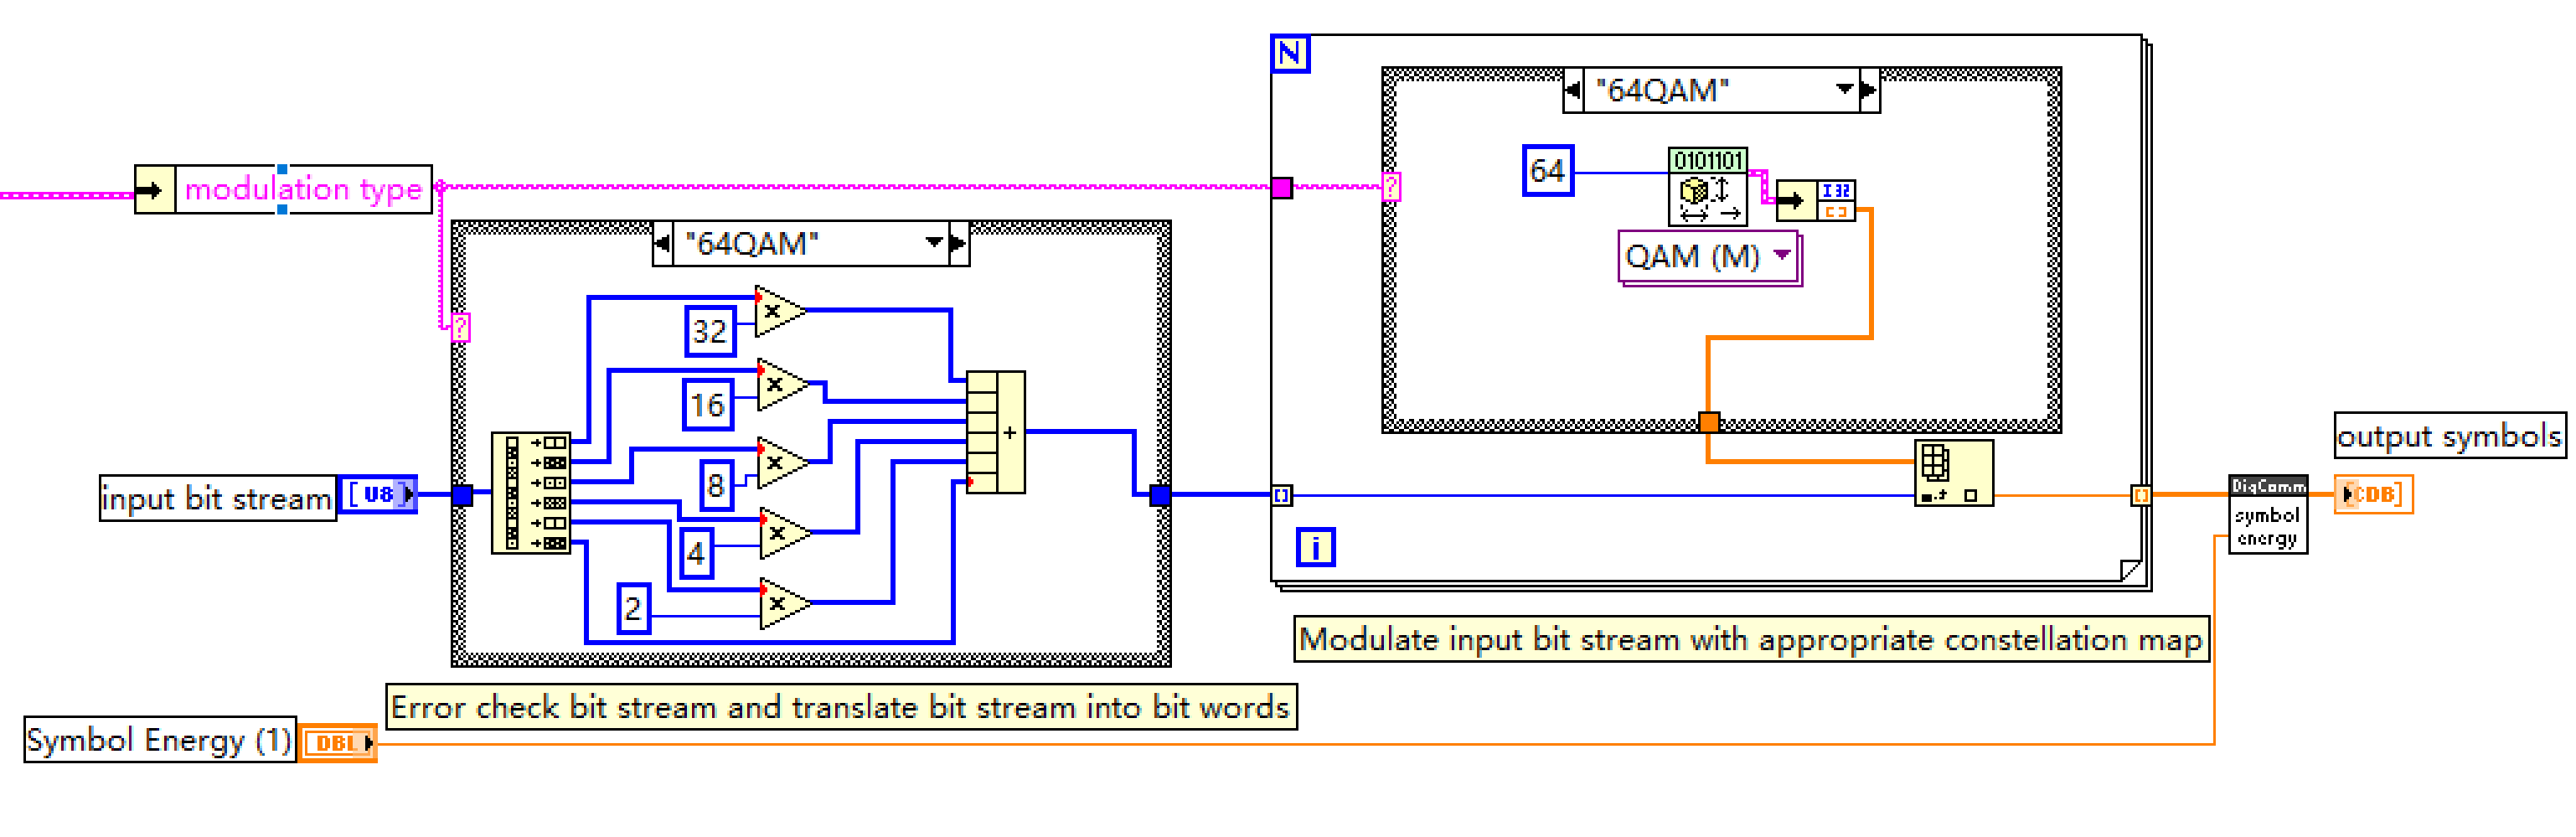 N
"64QAM"
64
0101101
I32
modulation type
?
?
QAM (M)
"64QAM"
32
×
16
×
8
×
4
×
2
×
+
input bit stream
[U8]
i
output symbols
DigComm
symbol
energy
CDB]
Modulate input bit stream with appropriate constellation map
Error check bit stream and translate bit stream into bit words
Symbol Energy (1)
DBL